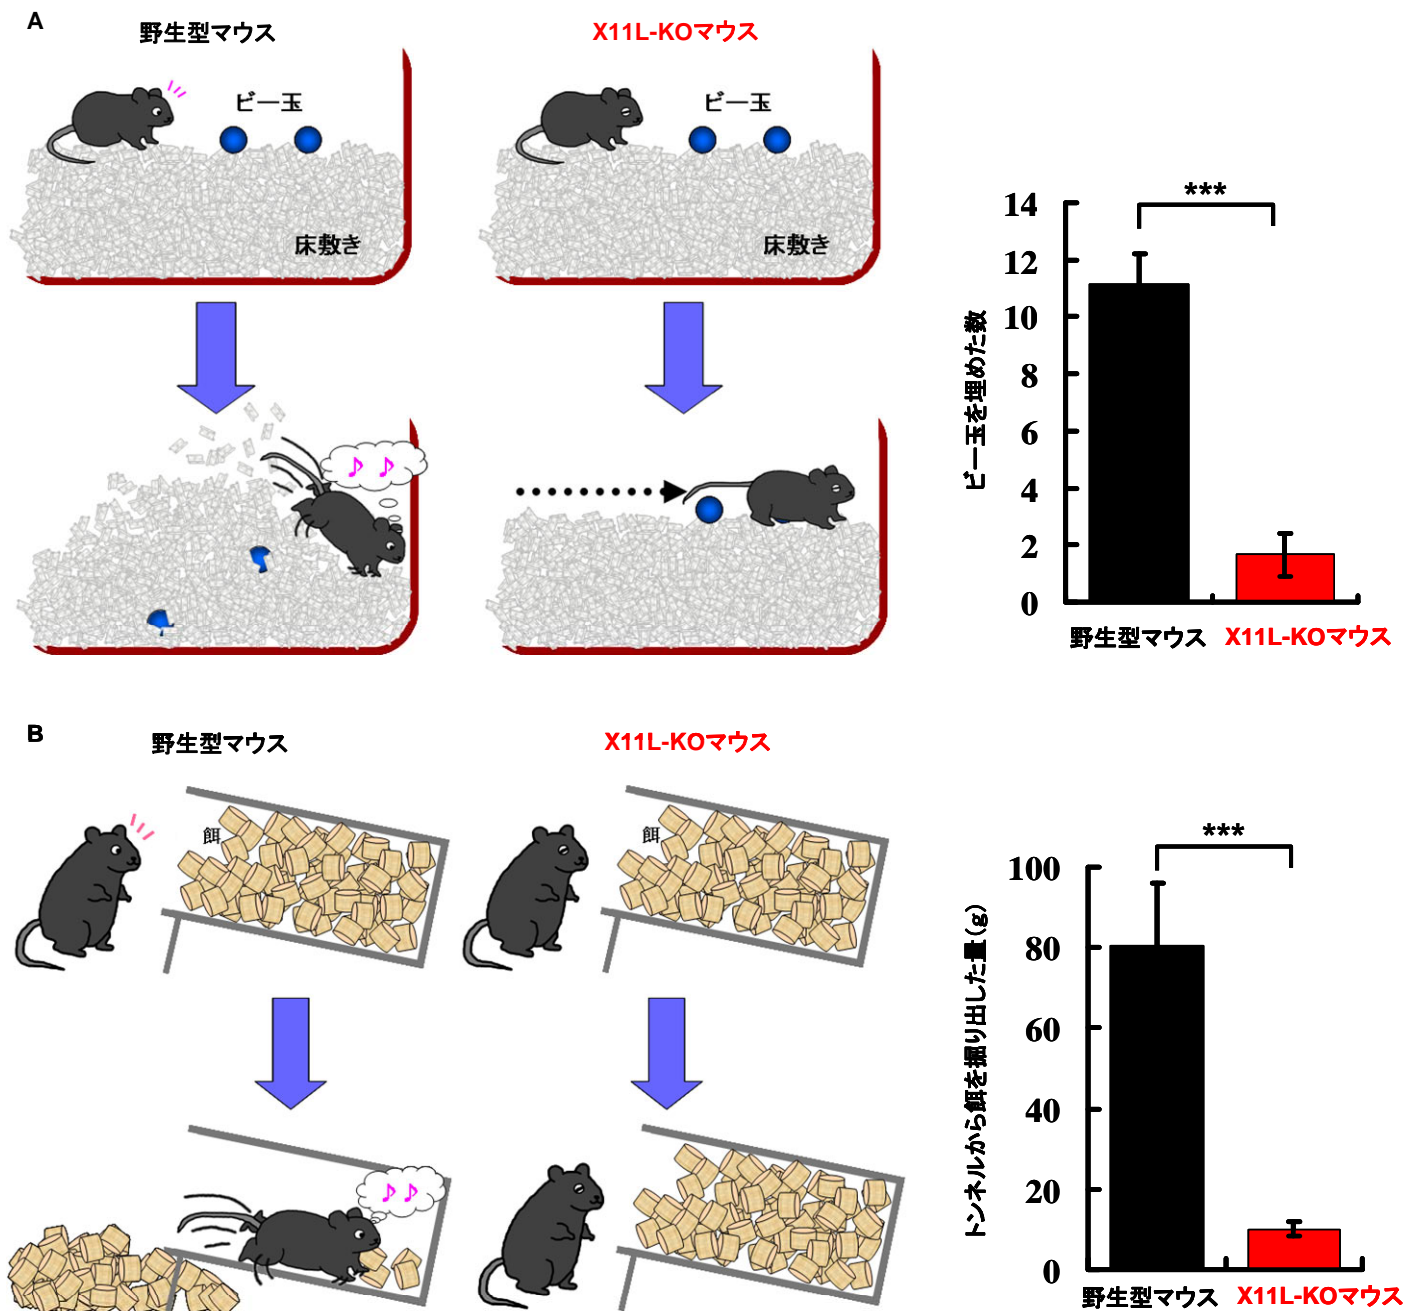 A
野生型マウス
X11L-KOマウス
ビー玉
ビー玉
床敷き
床敷き
♪ ♪
***
14
12
10
8
6
4
2
0
ビー玉を埋めた数
野生型マウス
X11L-KOマウス
B
野生型マウス
X11L-KOマウス
餌
餌
♪ ♪
***
100
80
60
40
20
0
トンネルから餌を掘り出した量(g)
野生型マウス
X11L-KOマウス